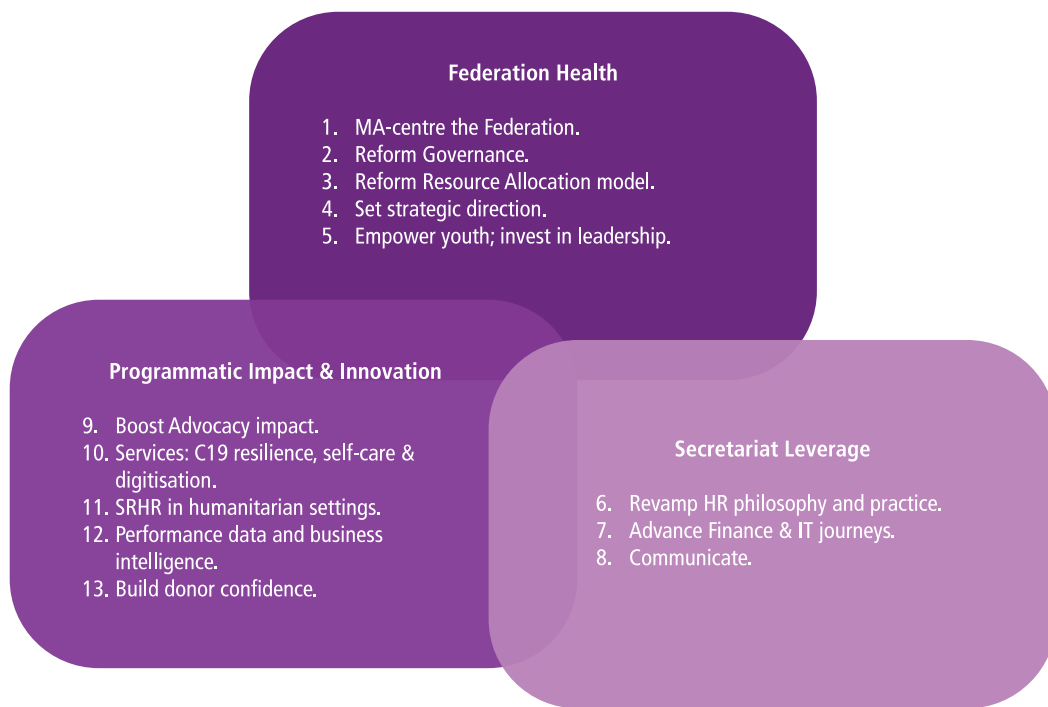 Federation Health
1. MA-centre the Federation.
2. Reform Governance.
3. Reform Resource Allocation model.
4. Set strategic direction.
5. Empower youth; invest in leadership.
Programmatic Impact & Innovation
9. Boost Advocacy impact.
10. Services: C19 resilience, self-care &
digitisation.
11. SRHR in humanitarian settings.
12. Performance data and business
intelligence.
13. Build donor confidence.
Secretariat Leverage
6. Revamp HR philosophy and practice.
7. Advance Finance & IT journeys.
8. Communicate.